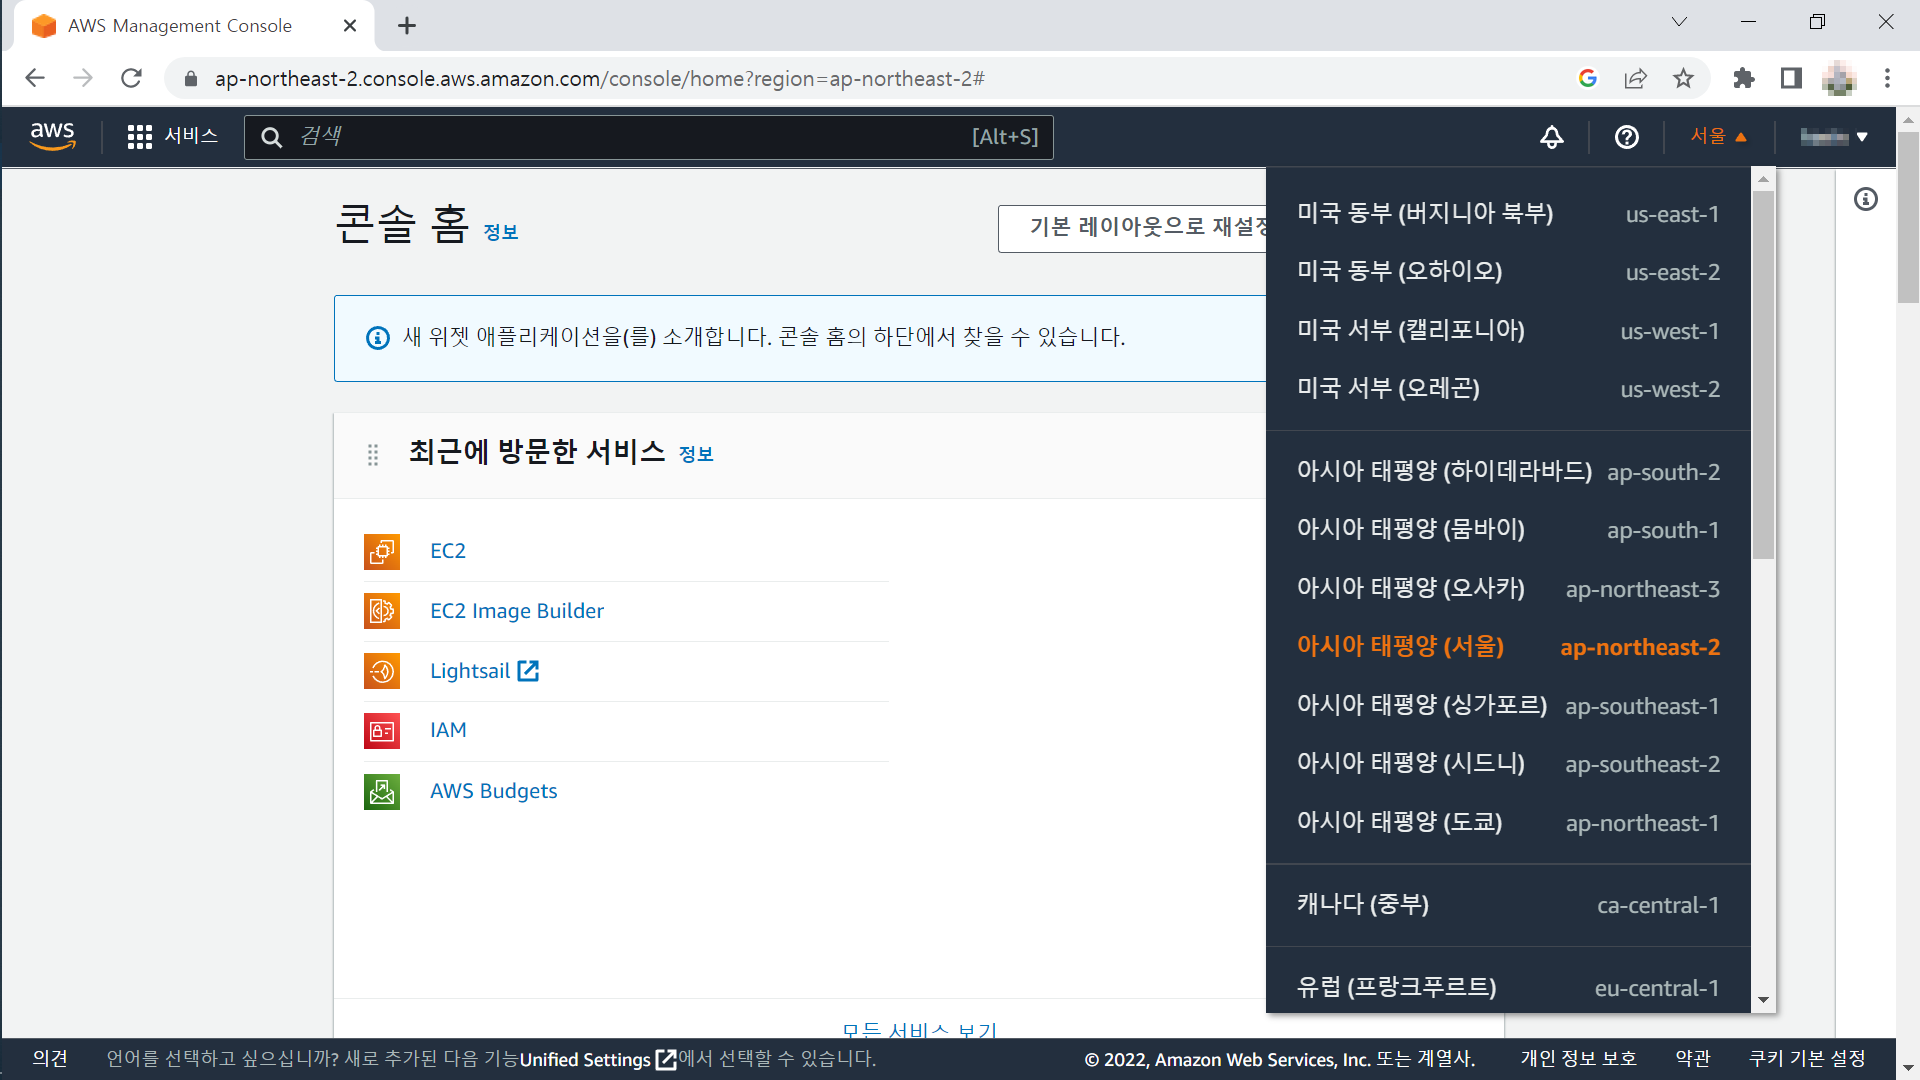 AWS Management Console
ap-northeast-2.console.aws.amazon.com/console/home?region=ap-northeast-2#
aws 서비스 검색 [Alt+S] 서울
콘솔 홈 정보
기본 레이아웃으로 재설정
새 위젯 애플리케이션을(를) 소개합니다. 콘솔 홈의 하단에서 찾을 수 있습니다.
최근에 방문한 서비스 정보
EC2
EC2 Image Builder
Lightsail
IAM
AWS Budgets
모든 서비스 보기
미국 동부 (버지니아 북부) us-east-1
미국 동부 (오하이오) us-east-2
미국 서부 (캘리포니아) us-west-1
미국 서부 (오레곤) us-west-2
아시아 태평양 (하이데라바드) ap-south-2
아시아 태평양 (뭄바이) ap-south-1
아시아 태평양 (오사카) ap-northeast-3
아시아 태평양 (서울) ap-northeast-2
아시아 태평양 (싱가포르) ap-southeast-1
아시아 태평양 (시드니) ap-southeast-2
아시아 태평양 (도쿄) ap-northeast-1
캐나다 (중부) ca-central-1
유럽 (프랑크푸르트) eu-central-1
의견 언어를 선택하고 싶으십니까? 새로 추가된 다음 기능Unified Settings에서 선택할 수 있습니다. © 2022, Amazon Web Services, Inc. 또는 계열사. 개인 정보 보호 약관 쿠키 기본 설정